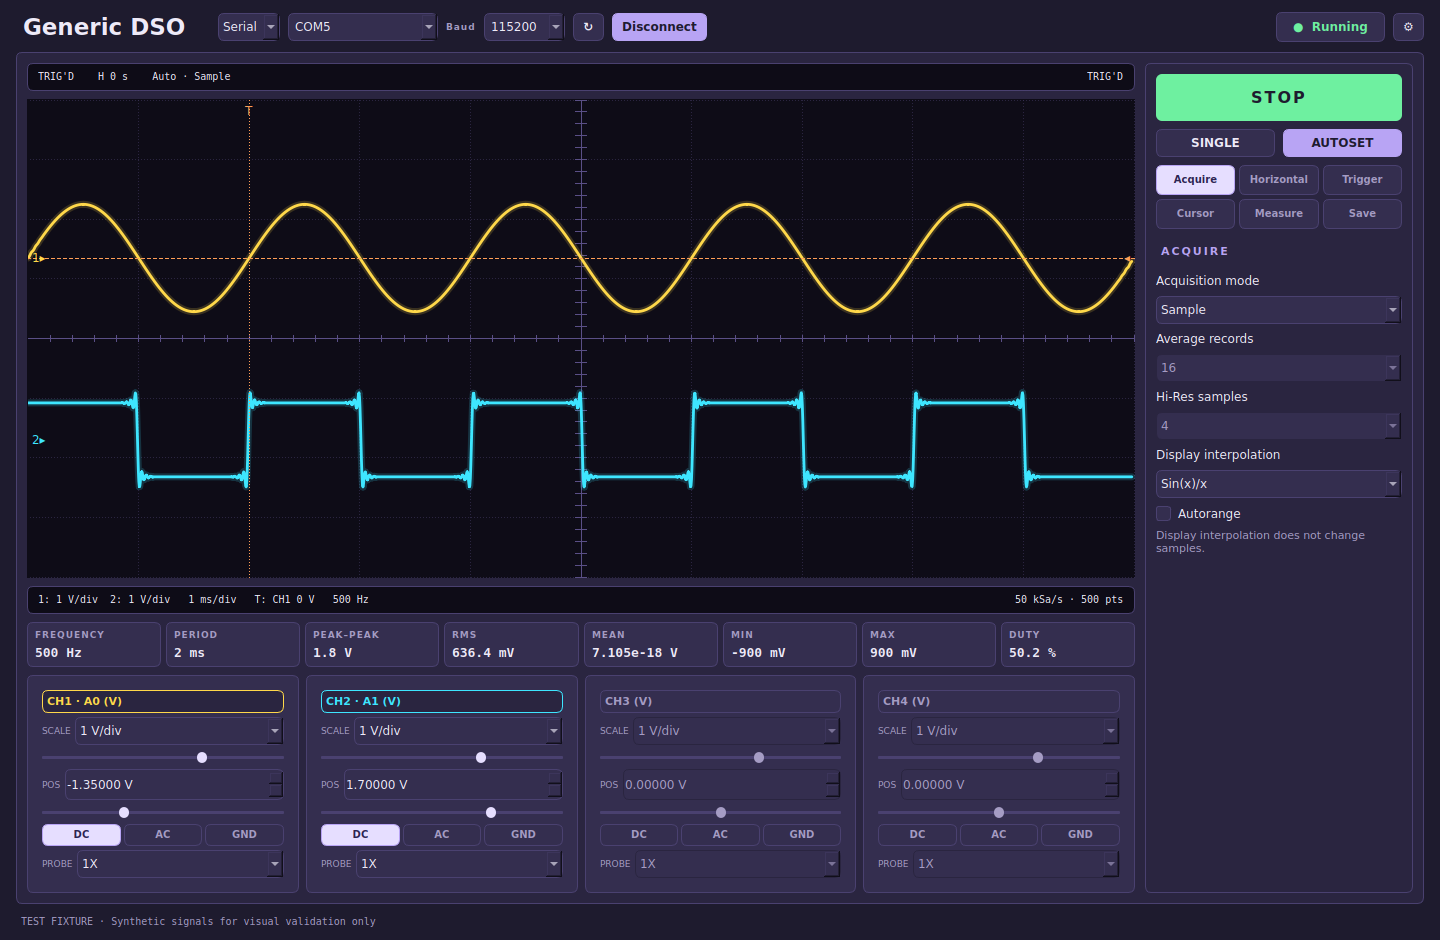 Generic DSO
Serial
COM5
Baud
115200
↻
Disconnect
● Running
⚙
TRIG'D H 0 s Auto · Sample
TRIG'D
T
1▸
2▸
1: 1 V/div 2: 1 V/div 1 ms/div T: CH1 0 V 500 Hz
50 kSa/s · 500 pts
FREQUENCY
500 Hz
PERIOD
2 ms
PEAK–PEAK
1.8 V
RMS
636.4 mV
MEAN
7.105e-18 V
MIN
-900 mV
MAX
900 mV
DUTY
50.2 %
CH1 · A0 (V)
SCALE 1 V/div
POS -1.35000 V
DC AC GND
PROBE 1X
CH2 · A1 (V)
SCALE 1 V/div
POS 1.70000 V
DC AC GND
PROBE 1X
CH3 (V)
SCALE 1 V/div
POS 0.00000 V
DC AC GND
PROBE 1X
CH4 (V)
SCALE 1 V/div
POS 0.00000 V
DC AC GND
PROBE 1X
STOP
SINGLE AUTOSET
Acquire Horizontal Trigger
Cursor Measure Save
ACQUIRE
Acquisition mode
Sample
Average records
16
Hi-Res samples
4
Display interpolation
Sin(x)/x
Autorange
Display interpolation does not change
samples.
TEST FIXTURE · Synthetic signals for visual validation only